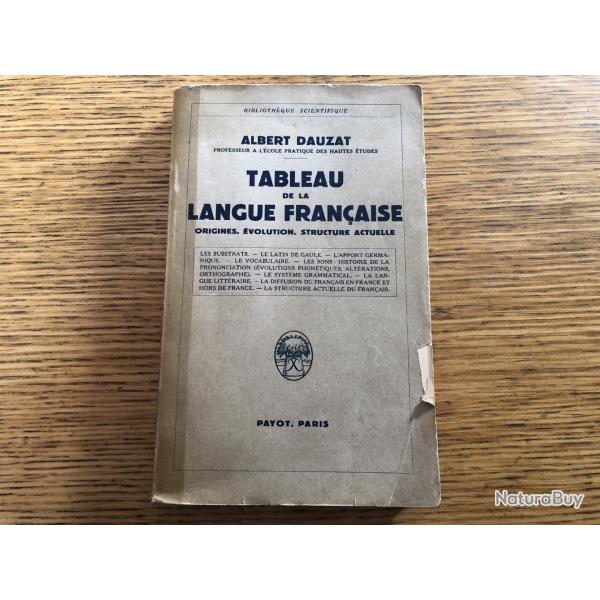 BIBLIOTHÈQUE SCIENTIFIQUE
ALBERT DAUZAT
PROFESSEUR A L'ÉCOLE PRATIQUE DES HAUTES ÉTUDES
TABLEAU
DE LA
LANGUE FRANÇAISE
ORIGINES, ÉVOLUTION, STRUCTURE ACTUELLE
LES SUBSTRATS. — LE LATIN DE GAULE. — L'APPORT GERMA-
NIQUE. — LE VOCABULAIRE. — LES SONS : HISTOIRE DE LA
PRONONCIATION (ÉVOLUTIONS PHONÉTIQUES, ALTÉRATIONS,
ORTHOGRAPHE). — LE SYSTÈME GRAMMATICAL. — LA LAN-
GUE LITTÉRAIRE. — LA DIFFUSION DU FRANÇAIS EN FRANCE ET
HORS DE FRANCE. — LA STRUCTURE ACTUELLE DU FRANÇAIS.
PAYOT, PARIS
NaturaBuy